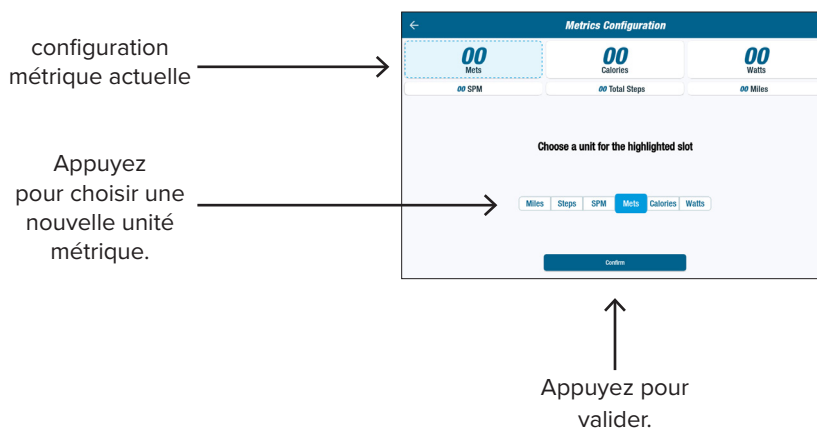 Metrics Configuration
configuration
métrique actuelle
00 00 00
Mets Calories Watts
00 SPM 00 Total Steps 00 Miles
Choose a unit for the highlighted slot
Appuyez
pour choisir une
nouvelle unité
métrique.
Miles Steps SPM Mets Calories Watts
Confirm
Appuyez pour
valider.